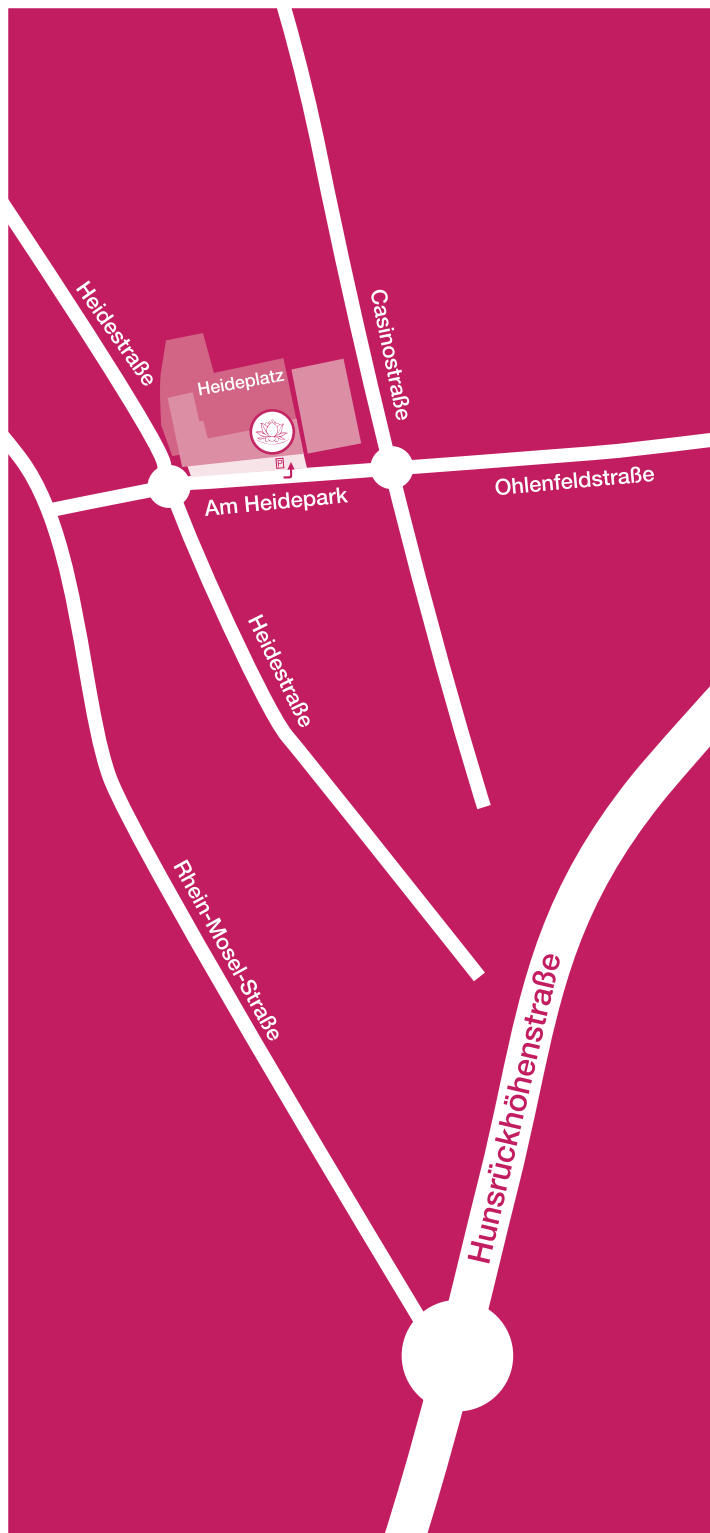 Heidestraße
Casinostraße
Heideplatz
P
Am Heidepark
Ohlenfeldstraße
Heidestraße
Rhein-Mosel-Straße
Hunsrückhöhenstraße